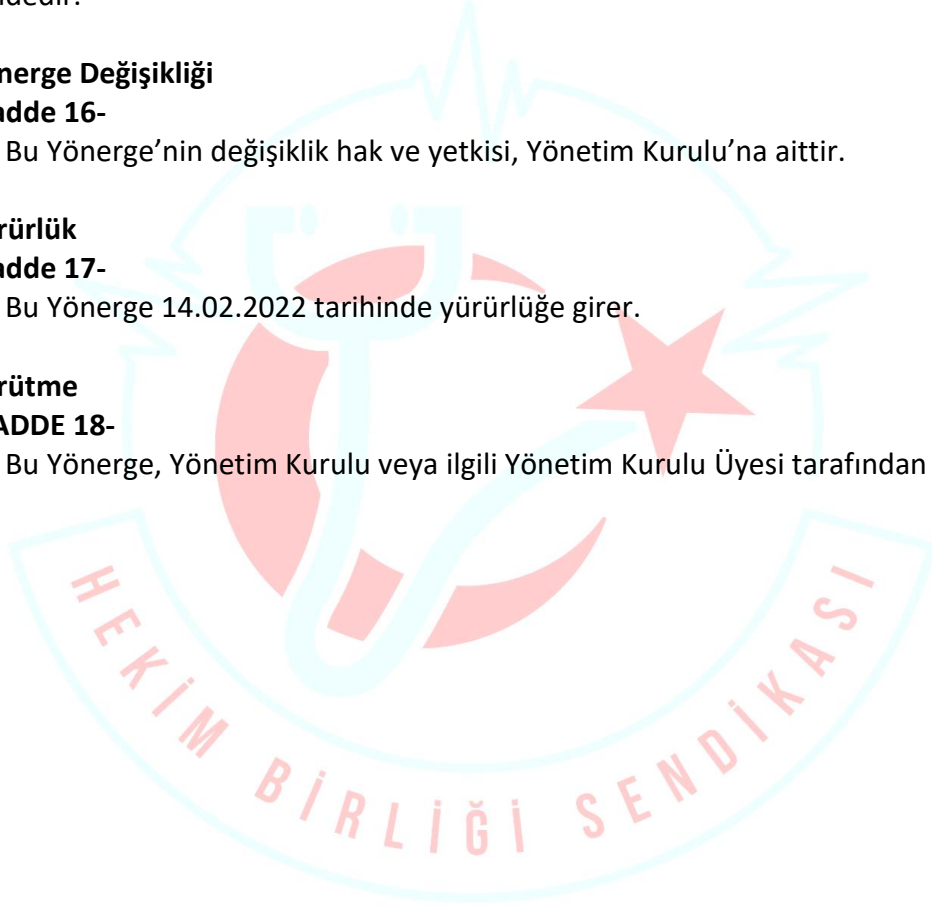 nerge Değişikliği
adde 16-
Bu Yönerge’nin değişiklik hak ve yetkisi, Yönetim Kurulu’na aittir.
rürlük
adde 17-
Bu Yönerge 14.02.2022 tarihinde yürürlüğe girer.
rütme
ADDE 18-
Bu Yönerge, Yönetim Kurulu veya ilgili Yönetim Kurulu Üyesi tarafından
HEKİM BİRLİĞİ SENDİKASI